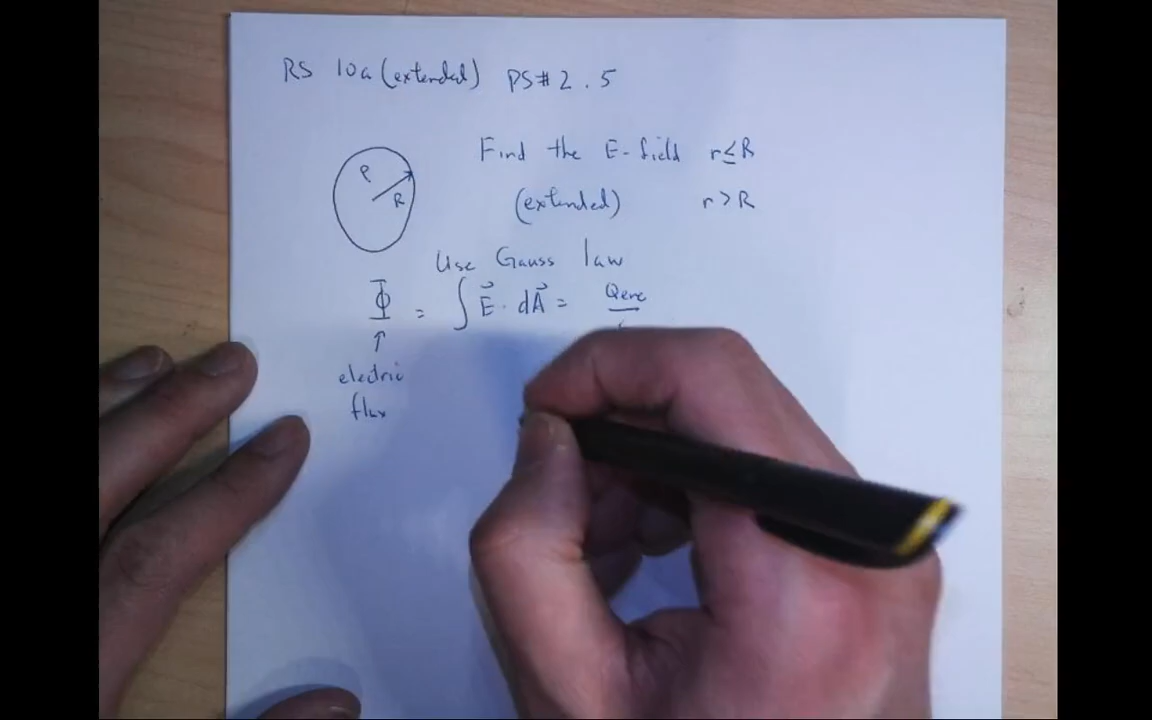 RS 10a (extended) PS# 2.5
Find the E-field r≤R
(extended) r>R
ρ
R
Use Gauss law
Φ = ∫ E⃗ · dA⃗ = Qenc
↑
electric
flux